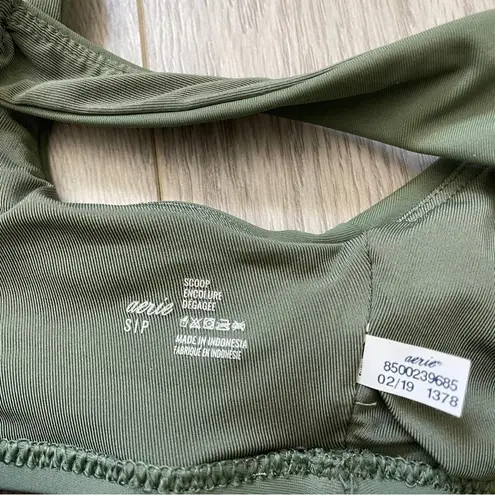 aerie
S|P
SCOOP
ENCOLURE
DÉGAGÉE
MADE IN INDONESIA
FABRIQUÉ EN INDONÉSIE
aerie®
8500239685
02/19 1378